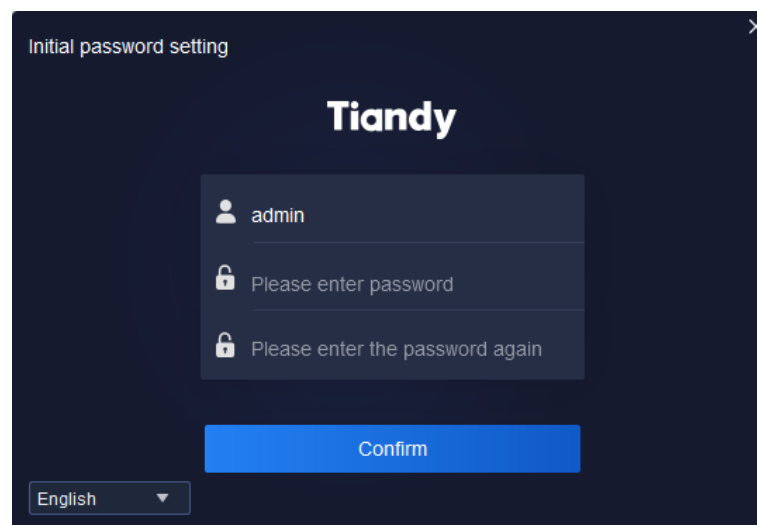 Initial password setting
Tiandy
admin
Please enter password
Please enter the password again
Confirm
English